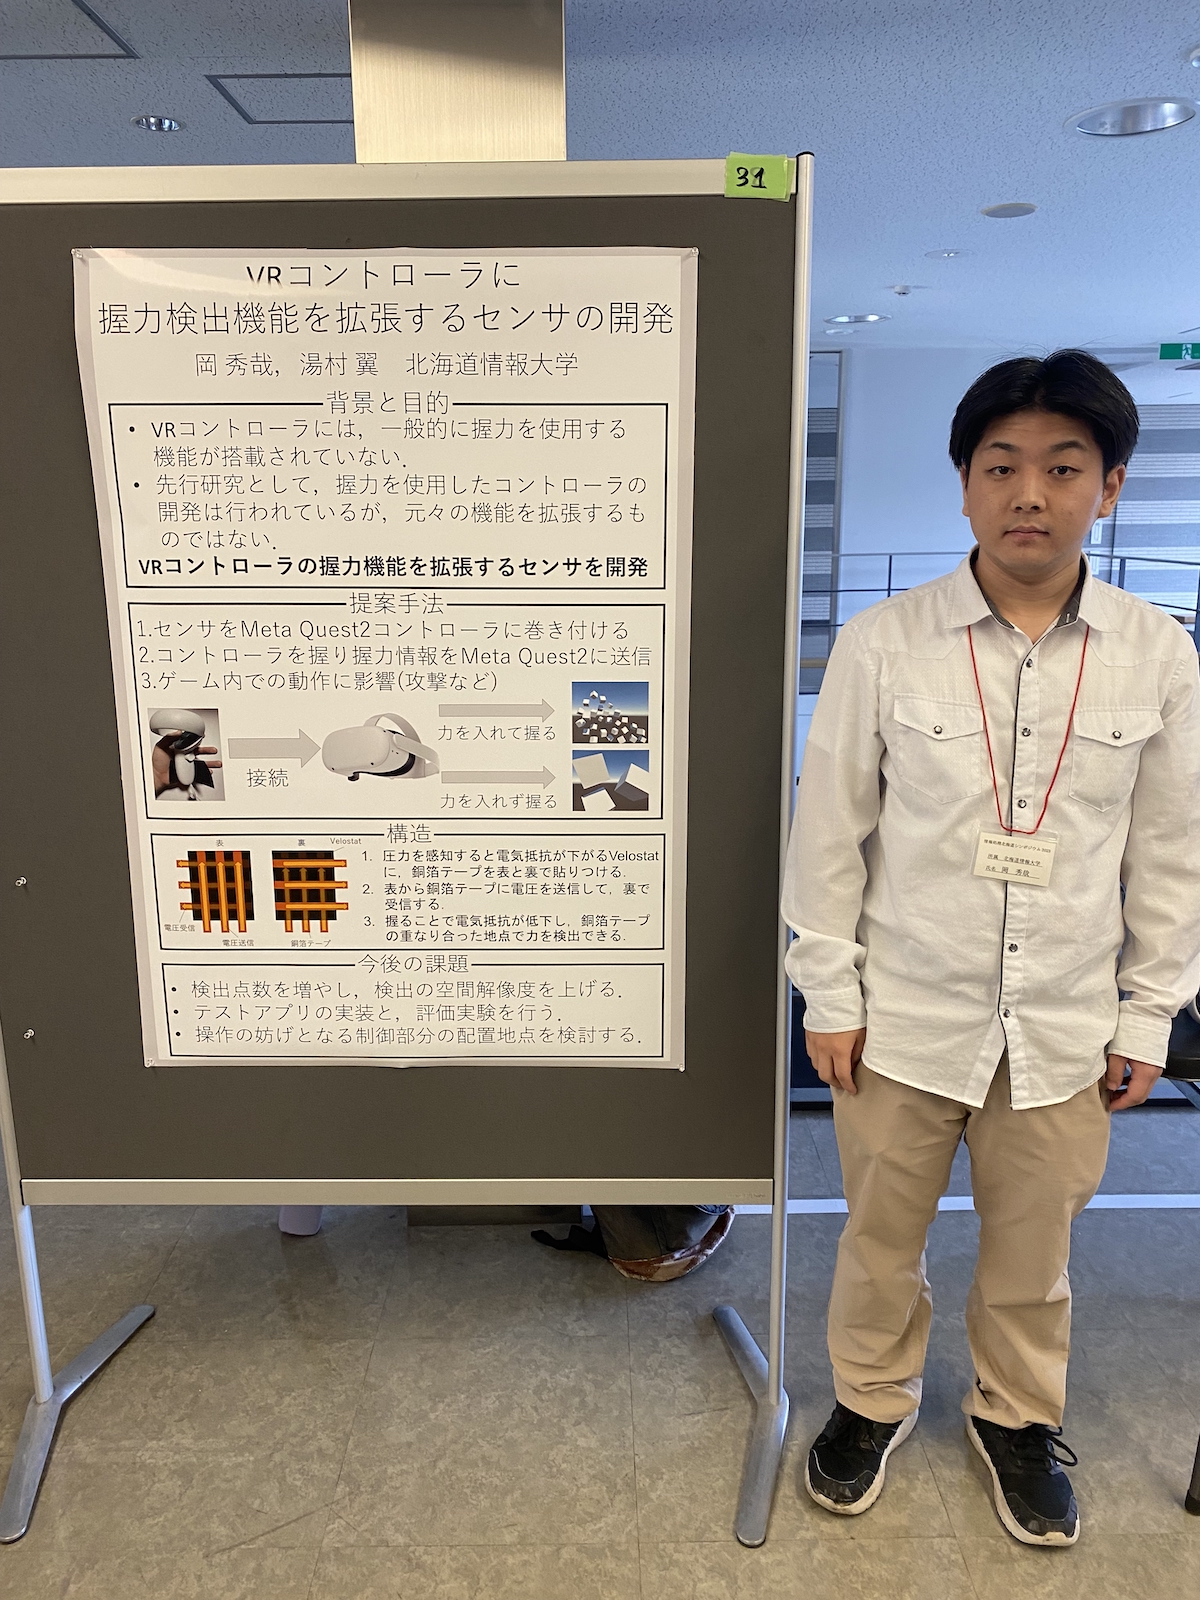 31
VRコントローラに
握力検出機能を拡張するセンサの開発
岡 秀哉，湯村 翼　北海道情報大学
背景と目的
• VRコントローラには，一般的に握力を使用する
機能が搭載されていない．
• 先行研究として，握力を使用したコントローラの
開発は行われているが，元々の機能を拡張するも
のではない．
VRコントローラの握力機能を拡張するセンサを開発
提案手法
1.センサをMeta Quest2コントローラに巻き付ける
2.コントローラを握り握力情報をMeta Quest2に送信
3.ゲーム内での動作に影響(攻撃など)
接続
力を入れて握る
力を入れず握る
構造
表
裏
Velostat
電圧受信
電圧送信
銅箔テープ
1. 圧力を感知すると電気抵抗が下がるVelostat
に，銅箔テープを表と裏で貼りつける．
2. 表から銅箔テープに電圧を送信して，裏で
受信する．
3. 握ることで電気抵抗が低下し，銅箔テープ
の重なり合った地点で力を検出できる．
今後の課題
• 検出点数を増やし，検出の空間解像度を上げる．
• テストアプリの実装と，評価実験を行う．
• 操作の妨げとなる制御部分の配置地点を検討する．
情報処理北海道シンポジウム 2023
所属　北海道情報大学
氏名　岡　秀哉